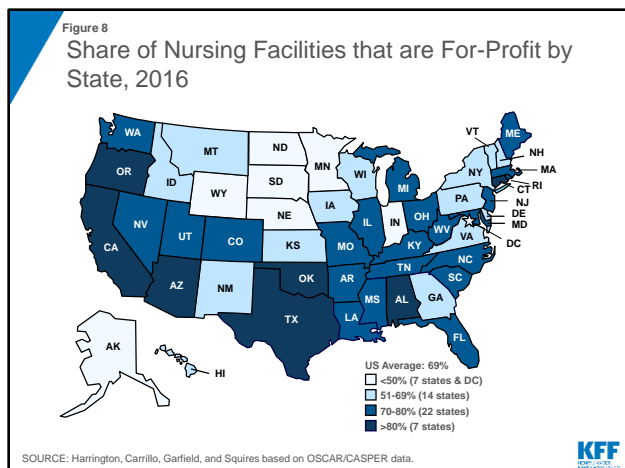 Figure 8
Share of Nursing Facilities that are For-Profit by
State, 2016
WA
OR
CA
NV
ID
MT
WY
UT
AZ
CO
NM
ND
SD
NE
KS
OK
TX
MN
IA
MO
AR
LA
WI
IL
MI
IN
OH
KY
TN
MS
AL
GA
FL
SC
NC
VA
WV
PA
NY
VT
ME
NH
MA
RI
CT
NJ
DE
MD
DC
AK
HI
US Average: 69%
<50% (7 states & DC)
51-69% (14 states)
70-80% (22 states)
>80% (7 states)
SOURCE: Harrington, Carrillo, Garfield, and Squires based on OSCAR/CASPER data.
KFF